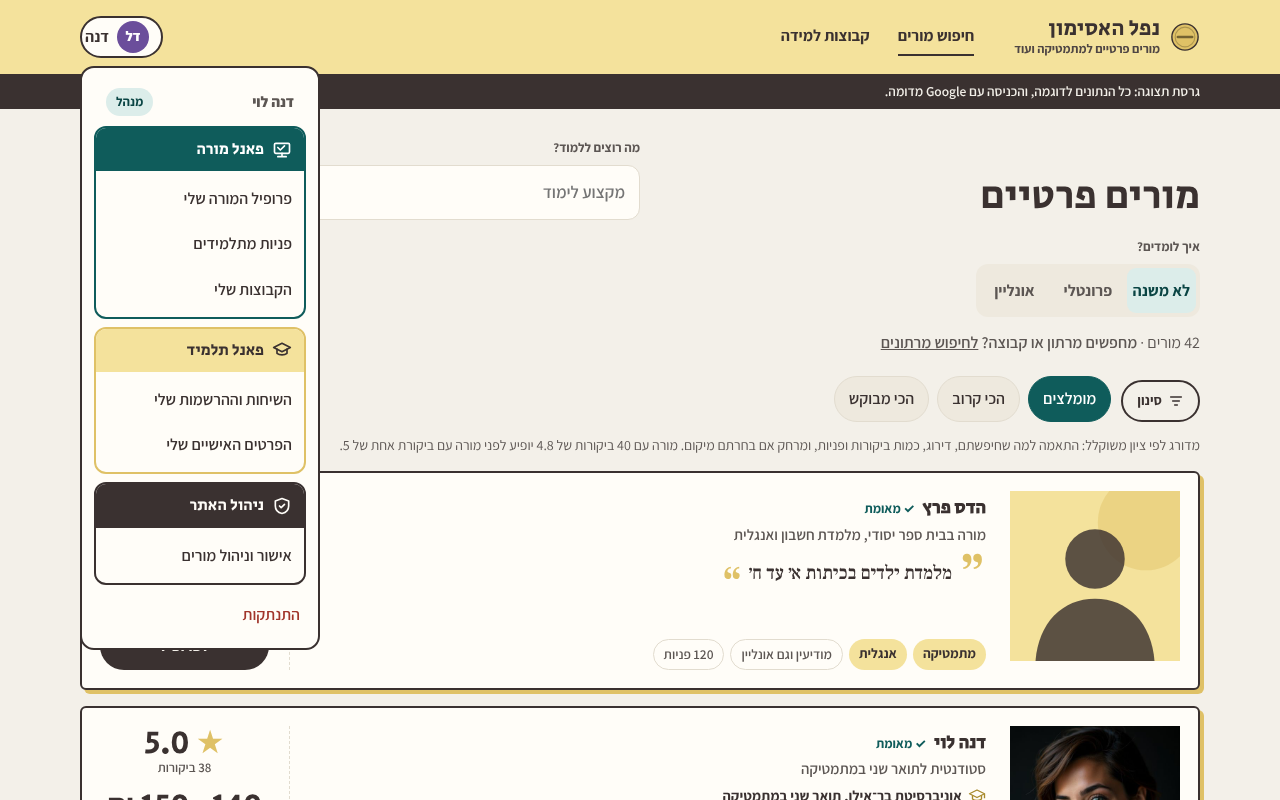 נפל האסימון
מורים פרטיים למתמטיקה ועוד
חיפוש מורים
קבוצות למידה
דל
דנה
גרסת תצוגה: כל הנתונים לדוגמה, והכניסה עם Google מדומה.
דנה לוי
מנהל
פאנל מורה
פרופיל המורה שלי
פניות מתלמידים
הקבוצות שלי
פאנל תלמיד
השיחות וההרשמות שלי
הפרטים האישיים שלי
ניהול האתר
אישור וניהול מורים
התנתקות
מורים פרטיים
מה רוצים ללמוד?
מקצוע לימוד
איך לומדים?
לא משנה
פרונטלי
אונליין
42 מורים · מחפשים מרתון או קבוצה? לחיפוש מרתונים
סינון
מומלצים
הכי קרוב
הכי מבוקש
מדורג לפי ציון משוקלל: התאמה למה שחיפשתם, דירוג, כמות ביקורות ופניות, ומרחק אם בחרתם מיקום. מורה עם 40 ביקורות של 4.8 יופיע לפני מורה עם ביקורת אחת של 5.
הדס פרץ
מאומת
מורה בבית ספר יסודי, מלמדת חשבון ואנגלית
” מלמדת ילדים בכיתות א׳ עד ח׳ “
מתמטיקה
אנגלית
מודיעין וגם אונליין
120 פניות
דנה לוי
מאומת
סטודנטית לתואר שני במתמטיקה
אוניברסיטת בר־אילן, תואר שני במתמטיקה
5.0
38 ביקורות